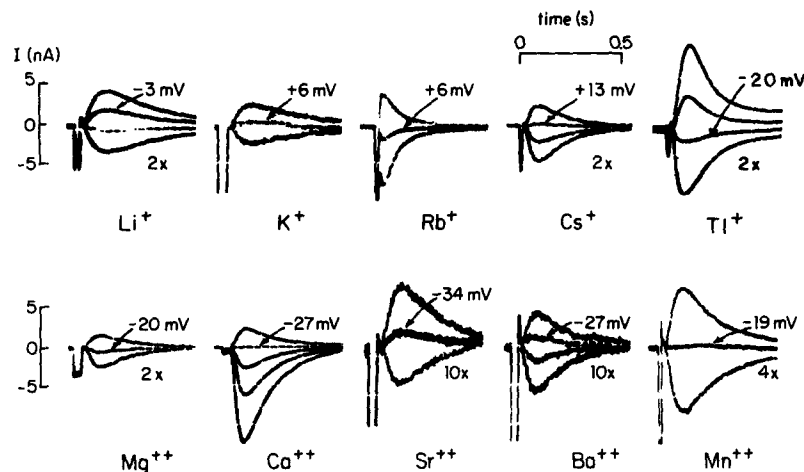 time (s)
I (nA)
0 0.5
5
0
-5
-3 mV
+6 mV
+6 mV
+13 mV
-20 mV
2x
2x
2x
Li+
K+
Rb+
Cs+
Tl+
5
0
-5
-20 mV
-27 mV
-34 mV
-27 mV
-19 mV
2x
10x
10x
4x
Mg++
Ca++
Sr++
Ba++
Mn++